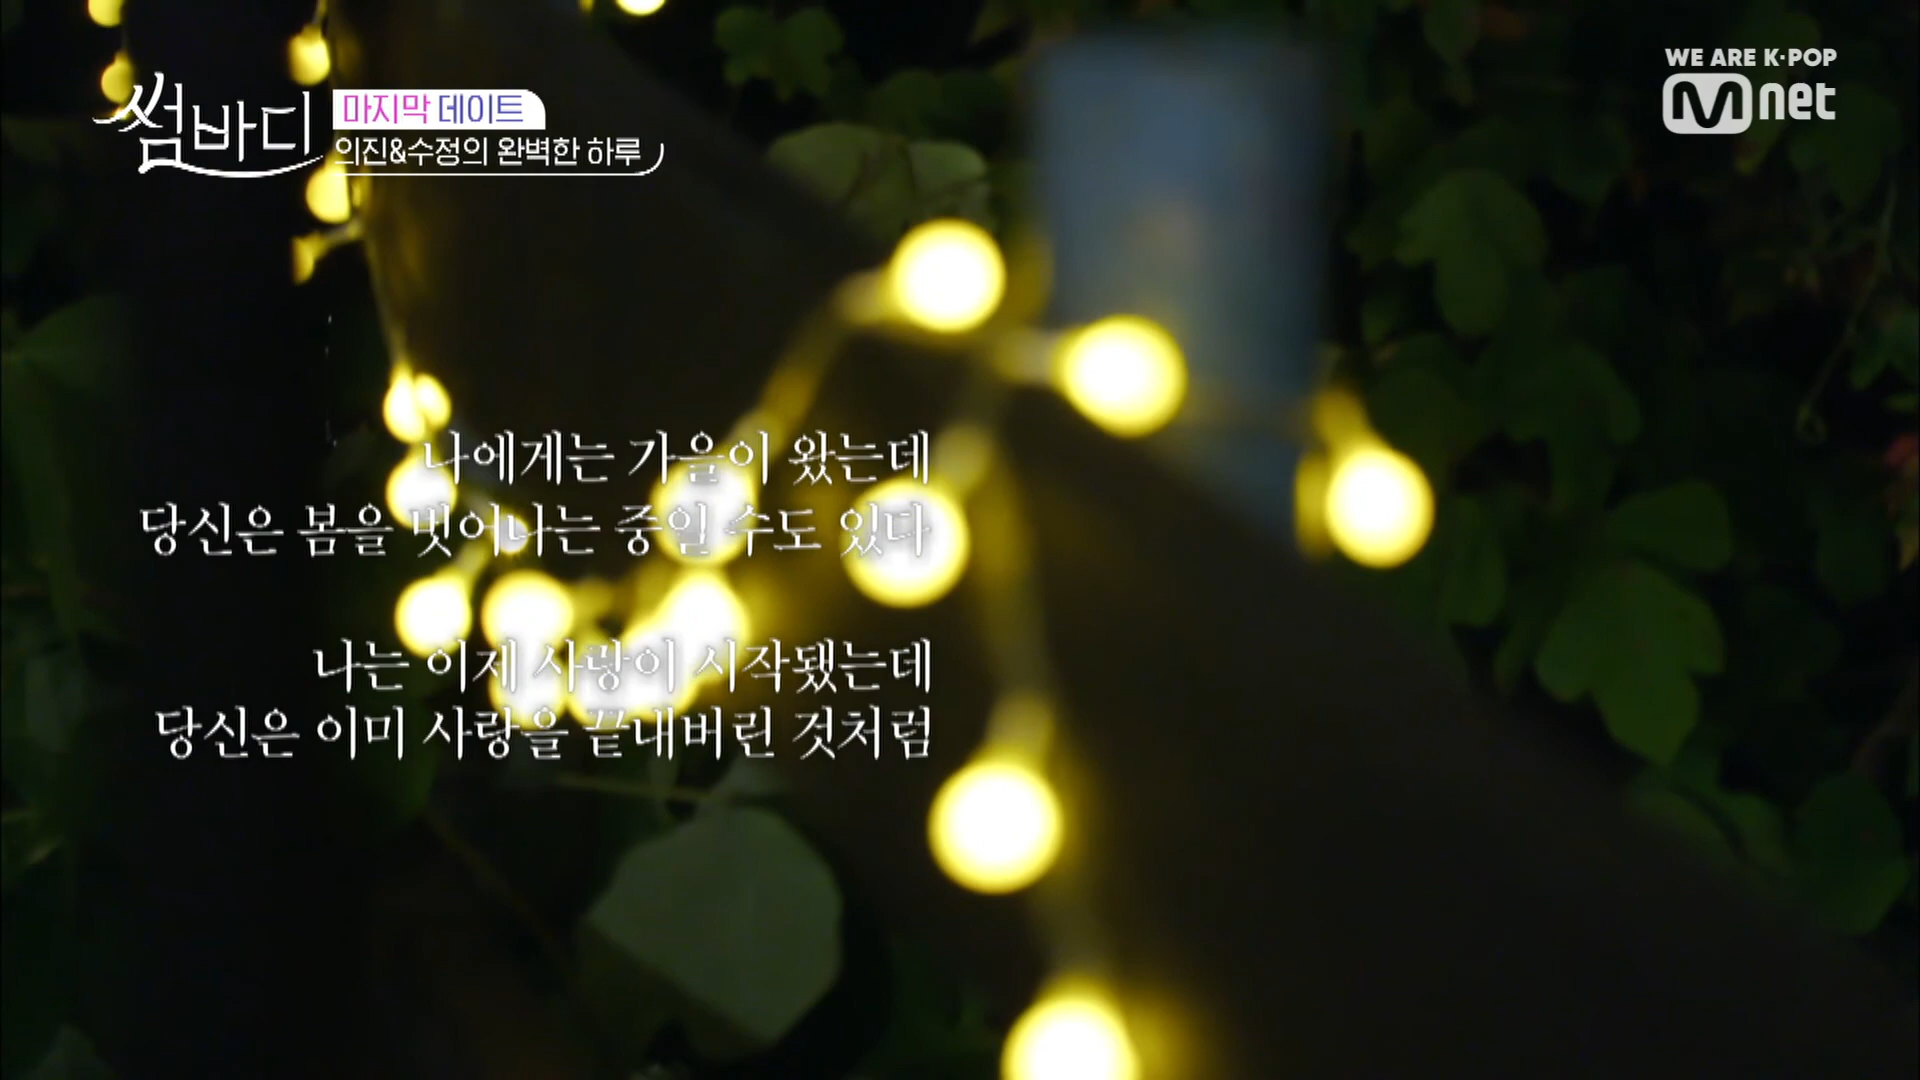 썸바디
마지막 데이트
의진&수정의 완벽한 하루
WE ARE K-POP
Mnet
나에게는 가을이 왔는데
당신은 봄을 벗어나는 중일 수도 있다
나는 이제 사랑이 시작됐는데
당신은 이미 사랑을 끝내버린 것처럼